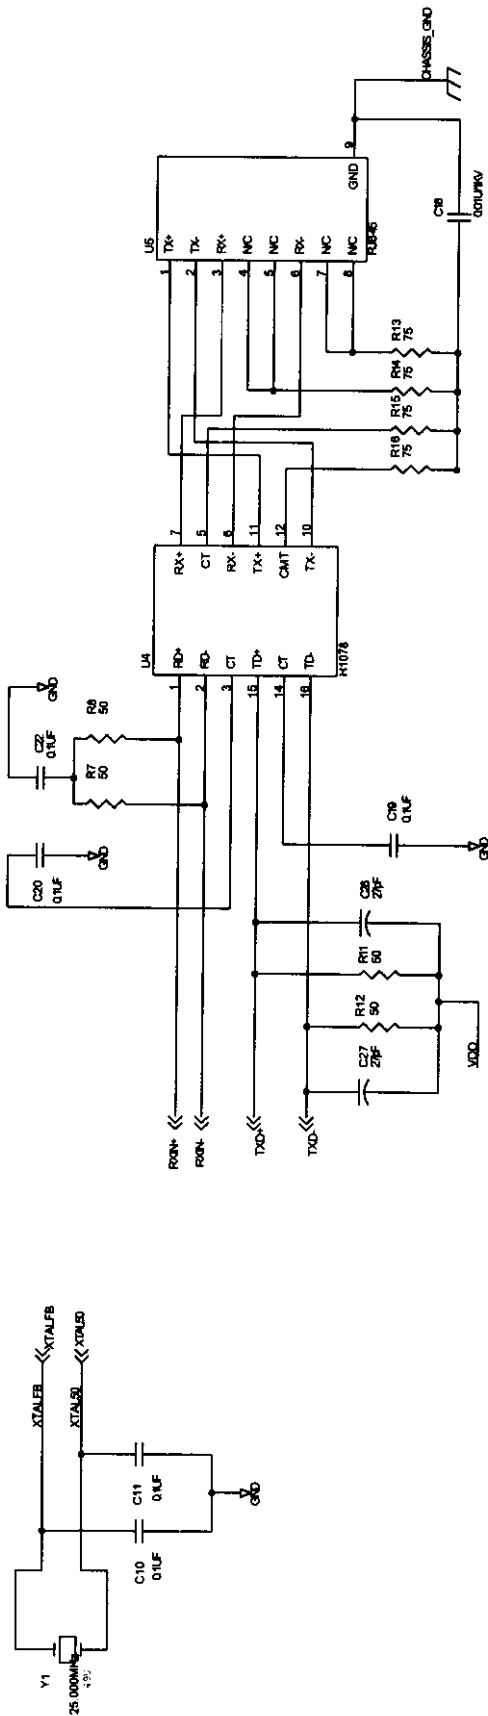 CHASSIS_GND
U5
TX+
TX-
RX+
N/C
N/C
RX-
N/C
N/C
GND
RJ845
1
2
3
4
5
6
7
8
9
C18
0.01U/1KV
R13
75
R14
75
R15
75
R16
75
7
5
6
11
12
10
RX+
CT
RX-
TX+
CMT
TX-
U4
RD+
RD-
CT
TD+
CT
TD-
H1078
1
2
3
15
14
16
GND
C22
0.1UF
R8
50
R7
50
C20
0.1UF
GND
C19
0.1UF
GND
C28
27pF
R11
50
R12
50
C27
27pF
VDD
RXIN+
RXIN-
TXD+
TXD-
XTALFB
XTALFB
XTAL50
XTAL50
C11
0.1UF
C10
0.1UF
GND
Y1
25.000MHz